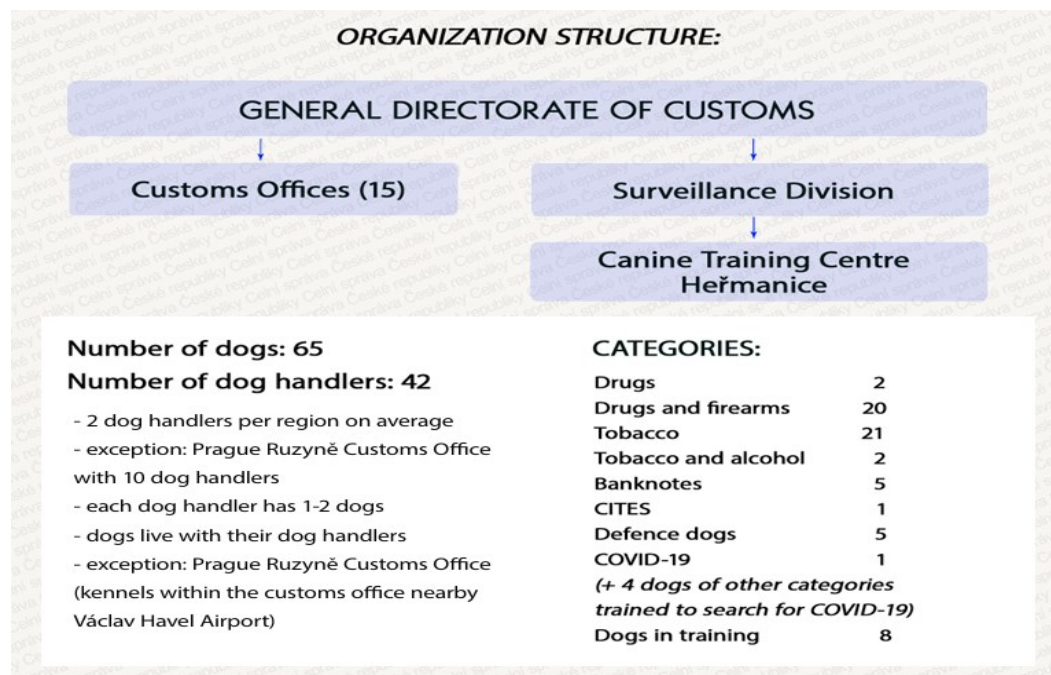 ORGANIZATION STRUCTURE:
GENERAL DIRECTORATE OF CUSTOMS
Customs Offices (15)
Surveillance Division
Canine Training Centre
Heřmanice
Number of dogs: 65
Number of dog handlers: 42
- 2 dog handlers per region on average
- exception: Prague Ruzyně Customs Office
with 10 dog handlers
- each dog handler has 1-2 dogs
- dogs live with their dog handlers
- exception: Prague Ruzyně Customs Office
(kennels within the customs office nearby
Václav Havel Airport)
CATEGORIES:
Drugs 2
Drugs and firearms 20
Tobacco 21
Tobacco and alcohol 2
Banknotes 5
CITES 1
Defence dogs 5
COVID-19 1
(+ 4 dogs of other categories
trained to search for COVID-19)
Dogs in training 8